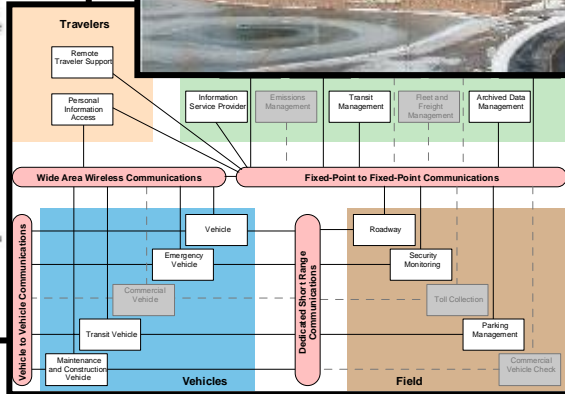 Travelers
Remote
Traveler Support
Personal
Information
Access
Information
Service Provider
Emissions
Management
Transit
Management
Fleet and
Freight
Management
Archived Data
Management
Wide Area Wireless Communications
Fixed-Point to Fixed-Point Communications
Vehicle to Vehicle Communications
Vehicle
Emergency
Vehicle
Commercial
Vehicle
Transit Vehicle
Maintenance
and Construction
Vehicle
Vehicles
Dedicated Short Range
Communications
Roadway
Security
Monitoring
Toll Collection
Parking
Management
Commercial
Vehicle Check
Field